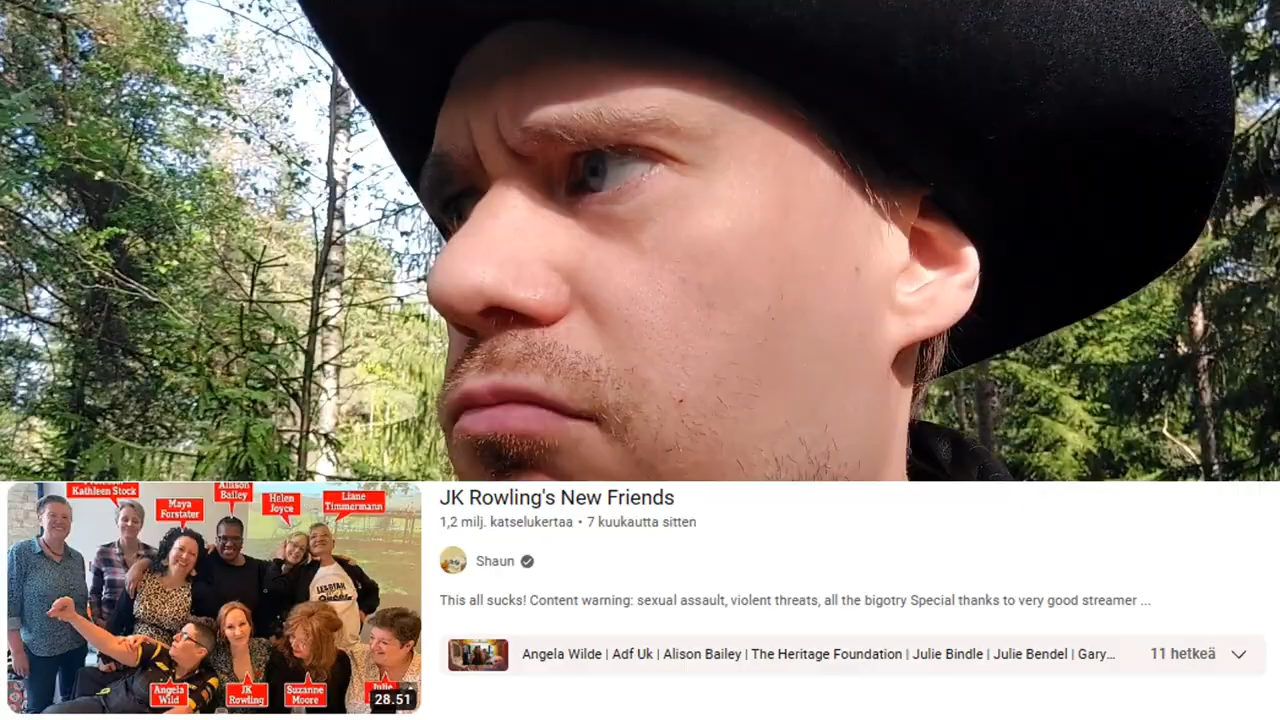 Kathleen Stock
Maya
Forstater
Alison
Bailey
Helen
Joyce
Liane
Timmermann
LESBIAN
Angela
Wild
JK
Rowling
Suzanne
Moore
Julie
28.51
JK Rowling's New Friends
1,2 milj. katselukertaa • 7 kuukautta sitten
Shaun
This all sucks! Content warning: sexual assault, violent threats, all the bigotry Special thanks to very good streamer ...
Angela Wilde | Adf Uk | Alison Bailey | The Heritage Foundation | Julie Bindle | Julie Bendel | Gary...
11 hetkeä